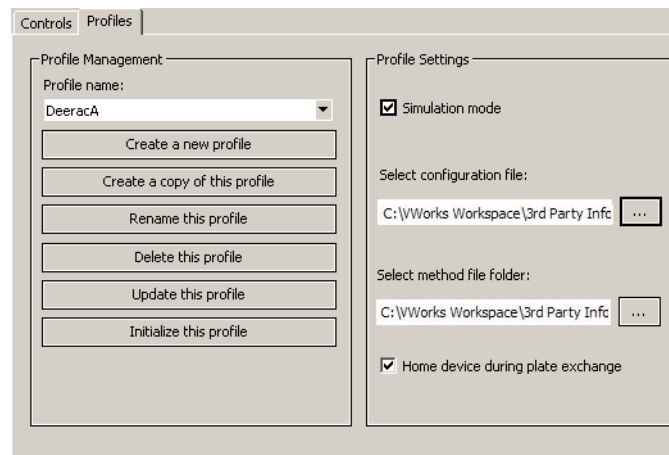 Controls Profiles
Profile Management
Profile name:
DeeracA
Create a new profile
Create a copy of this profile
Rename this profile
Delete this profile
Update this profile
Initialize this profile
Profile Settings
Simulation mode
Select configuration file:
C:\VWorks Workspace\3rd Party Info ...
Select method file folder:
C:\VWorks Workspace\3rd Party Info ...
Home device during plate exchange